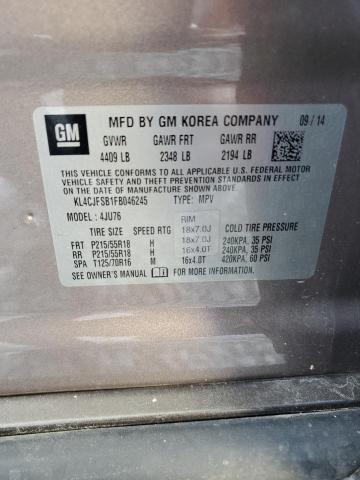 GM
MFD BY GM KOREA COMPANY 09/14
GVWR GAWR FRT GAWR RR
4409 LB 2348 LB 2194 LB
THIS VEHICLE CONFORMS TO ALL APPLICABLE U.S. FEDERAL MOTOR
VEHICLE SAFETY, BUMPER, AND THEFT PREVENTION STANDARDS
IN EFFECT ON THE DATE OF MANUFACTURE SHOWN ABOVE.
KL4CJFSB1FB046245 TYPE: MPV
MODEL: 4JU76
TIRE SIZE SPEED RTG RIM COLD TIRE PRESSURE
18x7.0J
FRT P215/55R18 H 18x7.0J 240KPA, 35 PSI
RR P215/55R18 H 16x4.0T 240KPA, 35 PSI
SPA T125/70R16 M 16x4.0T 420KPA, 60 PSI
SEE OWNER'S MANUAL FOR ADDITIONAL INFORMATION